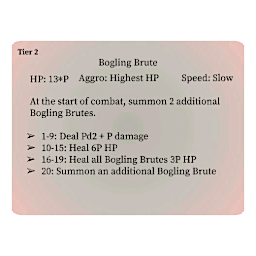 Tier 2
Bogling Brute
HP: 13*P Aggro: Highest HP Speed: Slow
At the start of combat, summon 2 additional
Bogling Brutes.
➢ 1-9: Deal Pd2 + P damage
➢ 10-15: Heal 6P HP
➢ 16-19: Heal all Bogling Brutes 3P HP
➢ 20: Summon an additional Bogling Brute